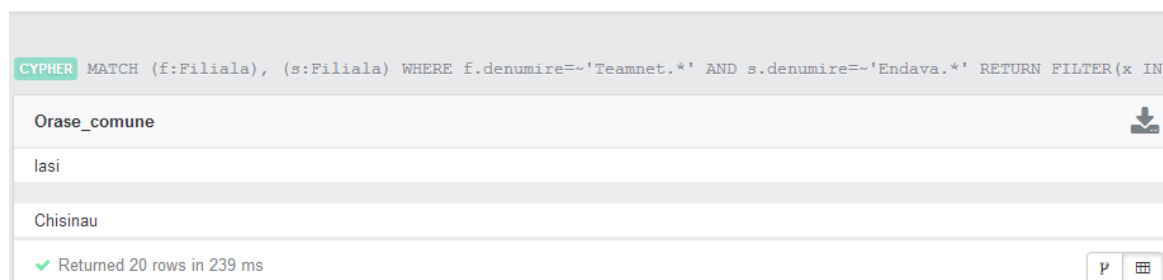 CYPHER MATCH (f:Filiala), (s:Filiala) WHERE f.denumire=~'Teamnet.*' AND s.denumire=~'Endava.*' RETURN FILTER(x IN
Orase_comune
Iasi
Chisinau
Returned 20 rows in 239 ms